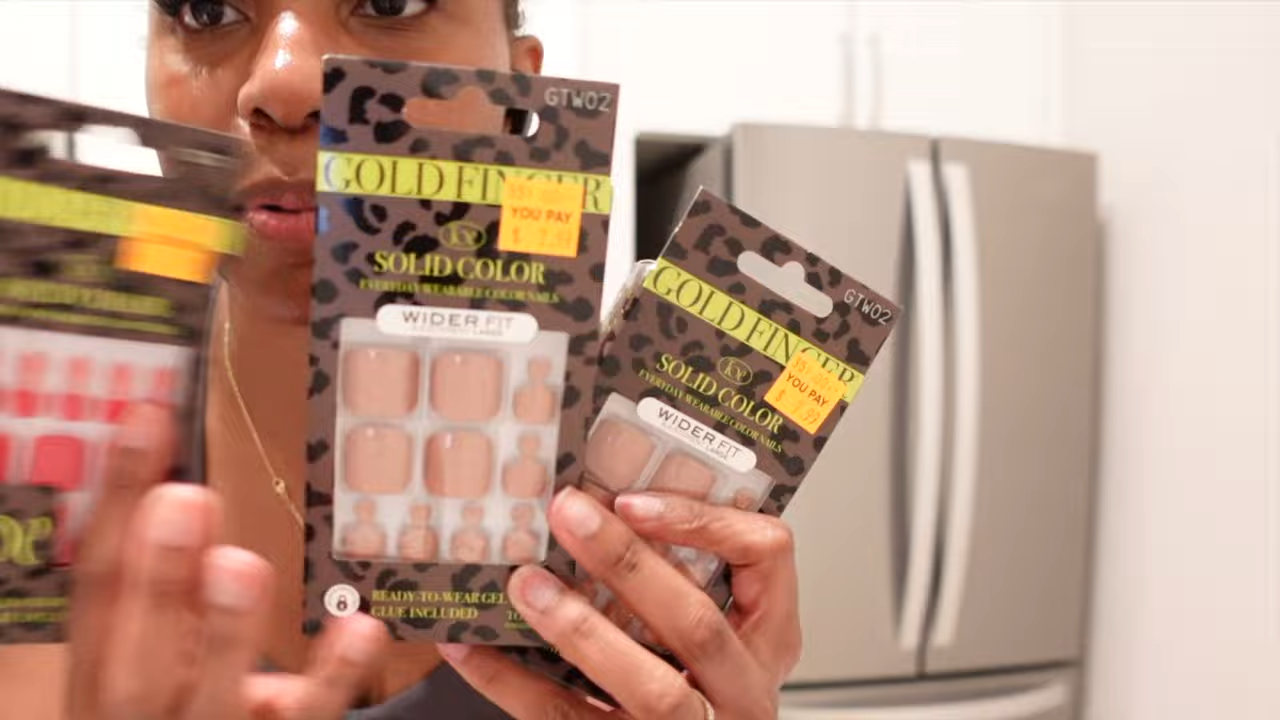 GTW02
GOLD FINGER
YOU PAY
SOLID COLOR
EVERYDAY WEARABLE COLOR NAILS
WIDER FIT
READY-TO-WEAR GEL
GLUE INCLUDED
GTW02
GOLD FINGER
YOU PAY
SOLID COLOR
EVERYDAY WEARABLE COLOR NAILS
WIDER FIT